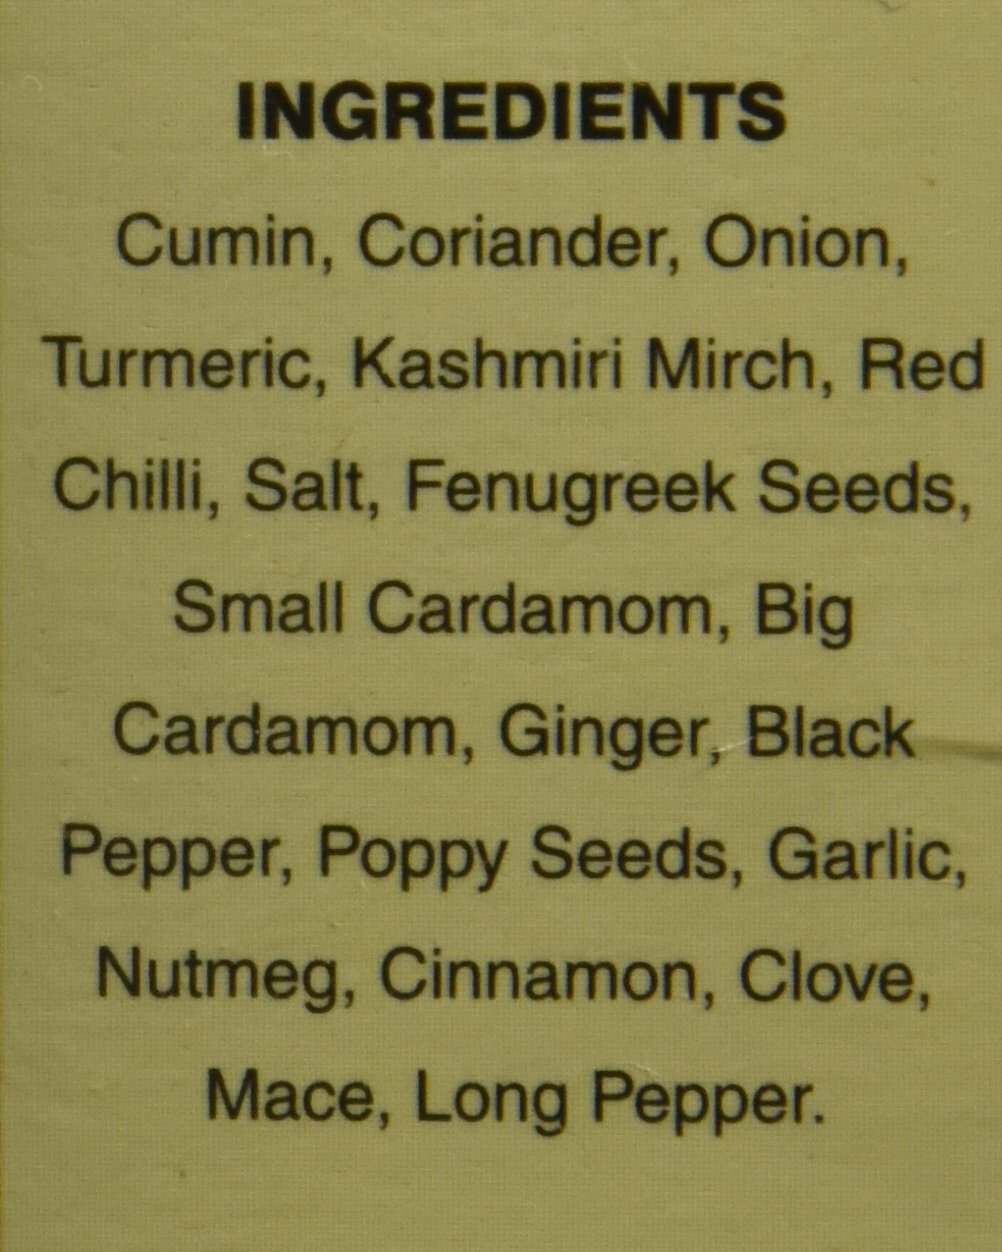 INGREDIENTS
Cumin, Coriander, Onion,
Turmeric, Kashmiri Mirch, Red
Chilli, Salt, Fenugreek Seeds,
Small Cardamom, Big
Cardamom, Ginger, Black
Pepper, Poppy Seeds, Garlic,
Nutmeg, Cinnamon, Clove,
Mace, Long Pepper.